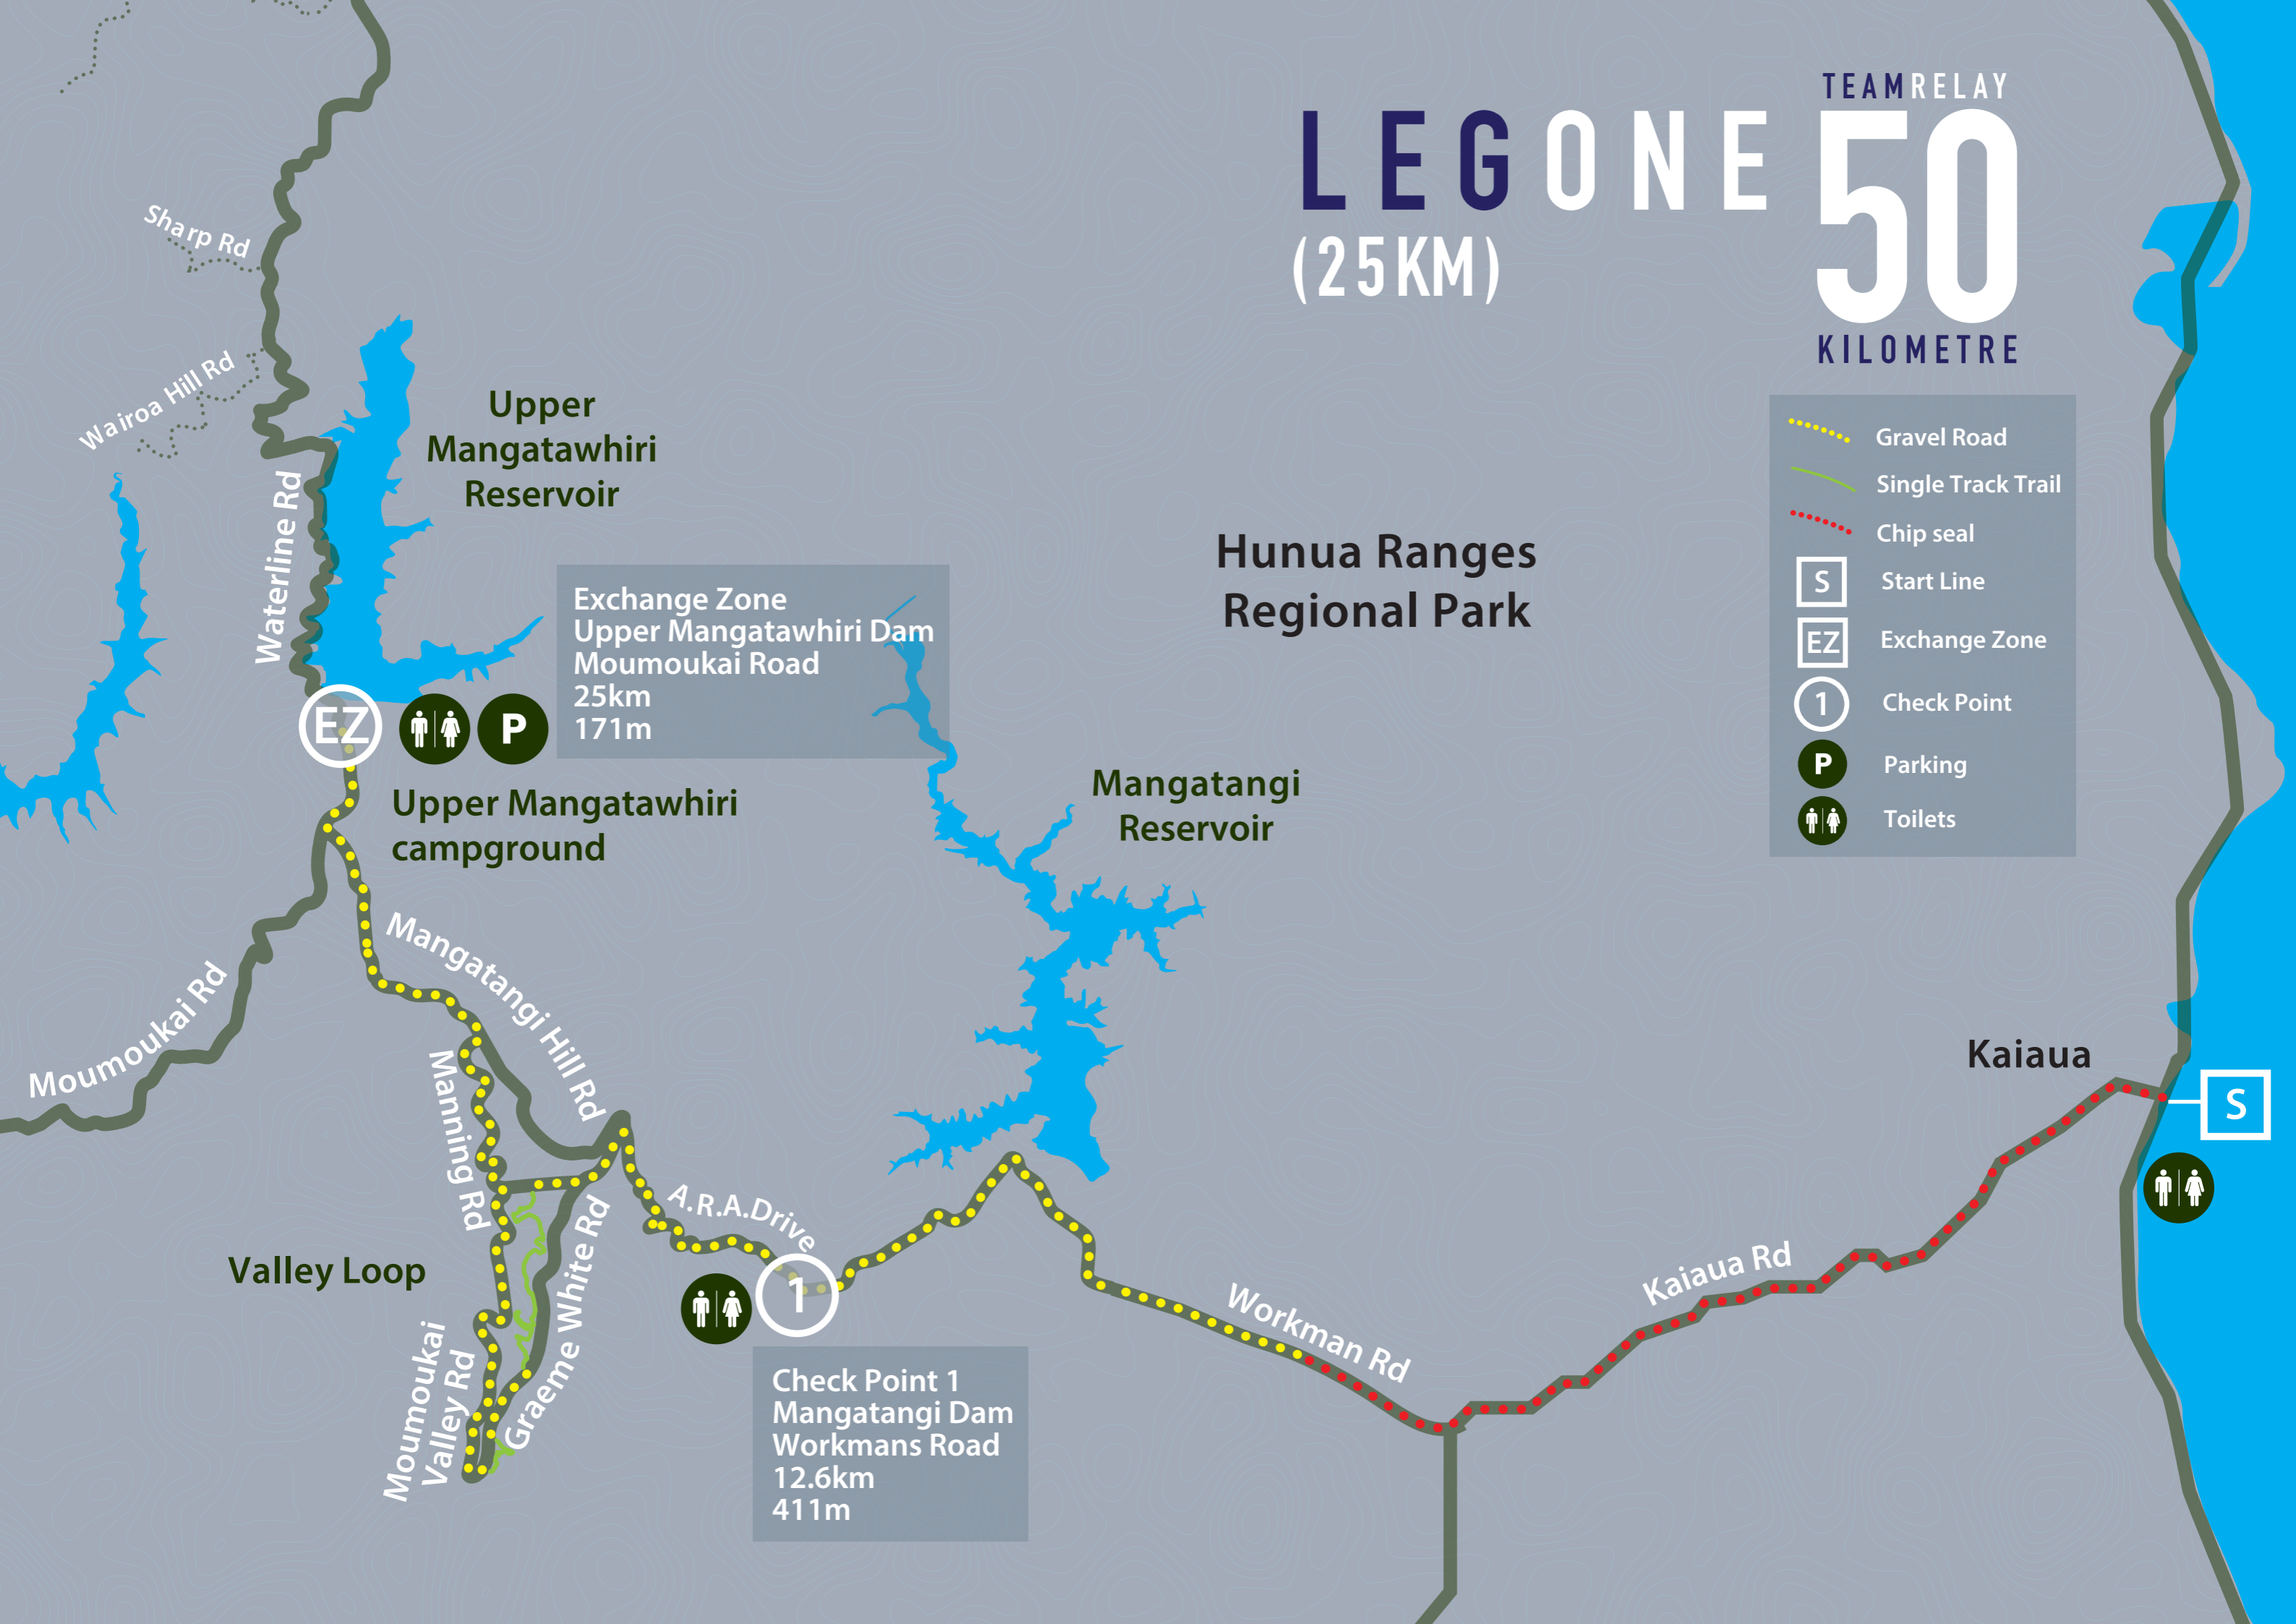 TEAMRELAY
LEGONE
50
(25KM)
KILOMETRE
Gravel Road
Single Track Trail
Chip seal
S
Start Line
EZ
Exchange Zone
1
Check Point
P
Parking
Toilets
Sharp Rd
Wairoa Hill Rd
Waterline Rd
Upper
Mangatawhiri
Reservoir
Hunua Ranges
Regional Park
Exchange Zone
Upper Mangatawhiri Dam
Moumoukai Road
25km
171m
EZ
P
Upper Mangatawhiri
campground
Mangatangi
Reservoir
Mangatangi Hill Rd
Moumoukai Rd
Manning Rd
Kaiaua
S
A.R.A.Drive
Graeme White Rd
Valley Loop
1
Kaiaua Rd
Workman Rd
Moumoukai
Valley Rd
Check Point 1
Mangatangi Dam
Workmans Road
12.6km
411m